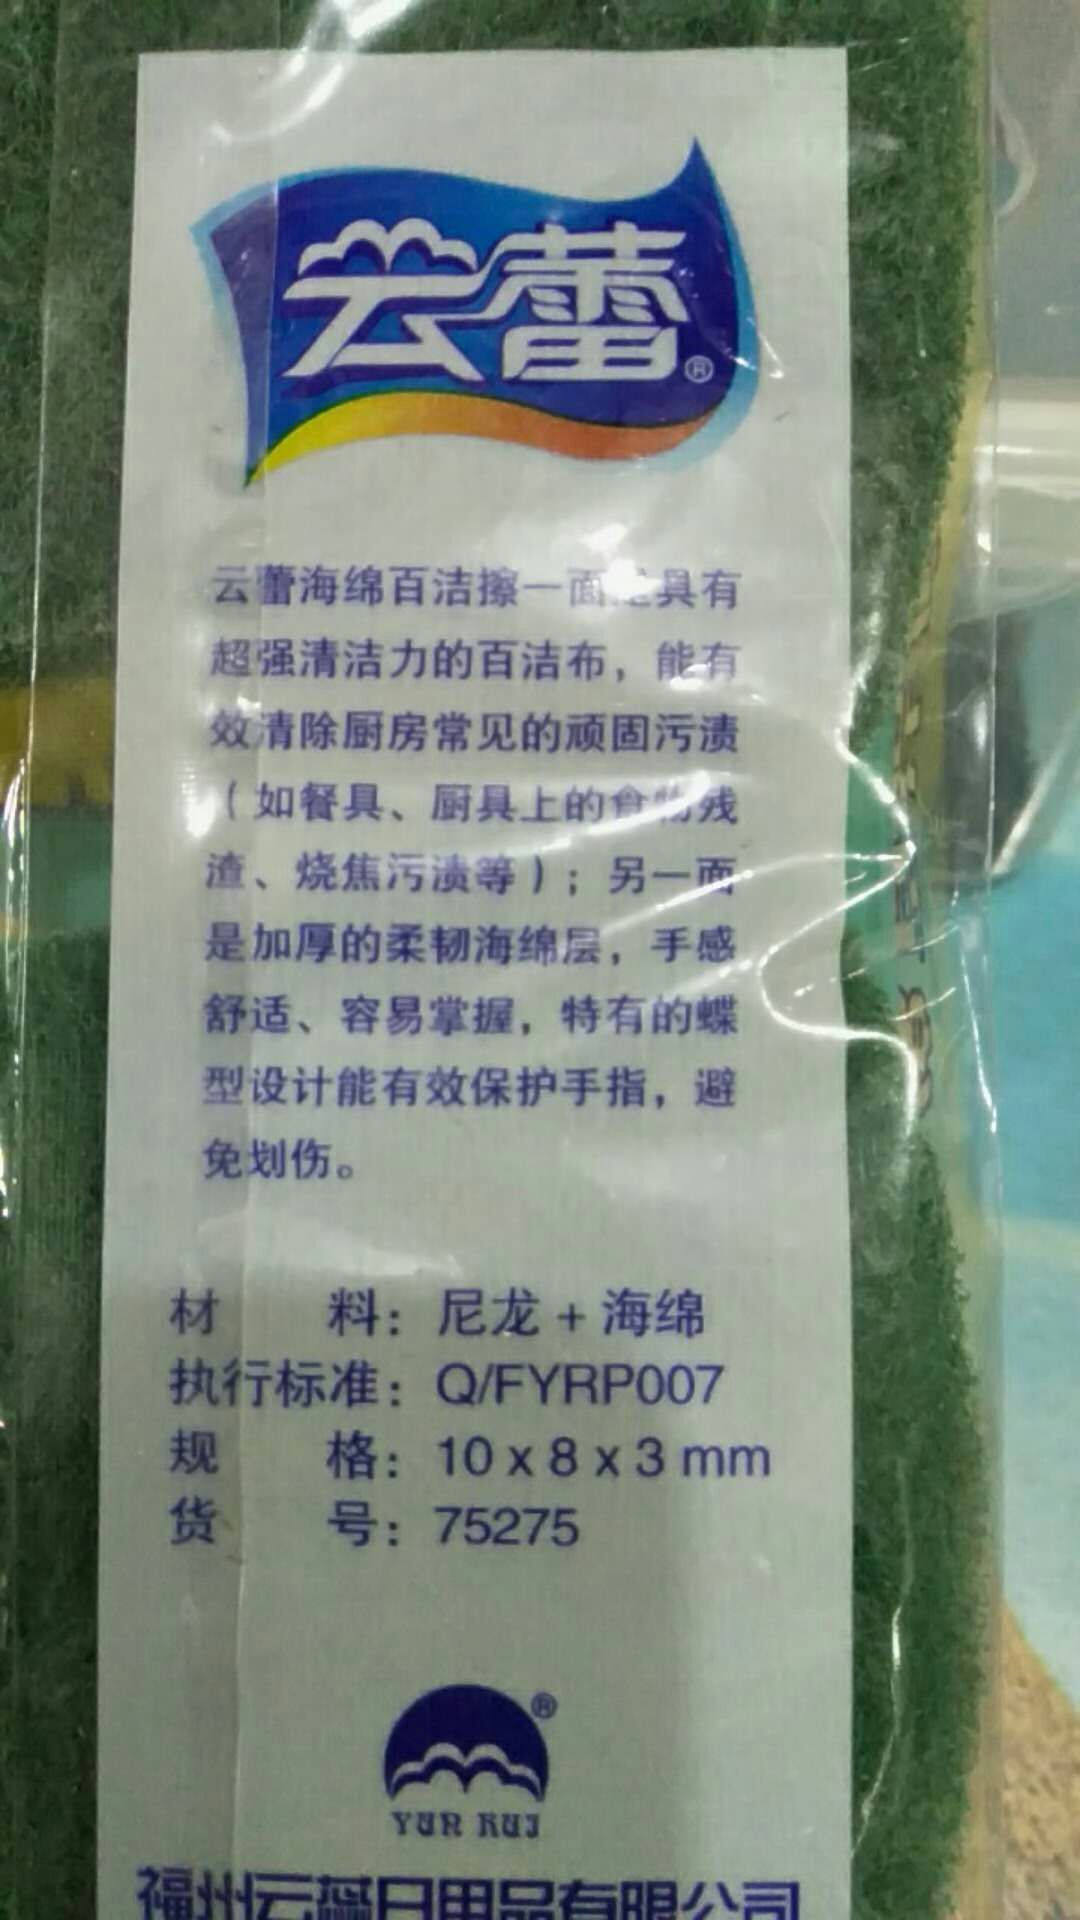 云蕾®
云蕾海绵百洁擦一面是具有
超强清洁力的百洁布，能有
效清除厨房常见的顽固污渍
（如餐具、厨具上的食物残
渣、烧焦污渍等）；另一面
是加厚的柔韧海绵层，手感
舒适、容易掌握，特有的蝶
型设计能有效保护手指，避
免划伤。
材　　料：尼龙 + 海绵
执行标准：Q/FYRP007
规　　格：10 x 8 x 3 mm
货　　号：75275
®
YUN RUI
福州云蕊日用品有限公司